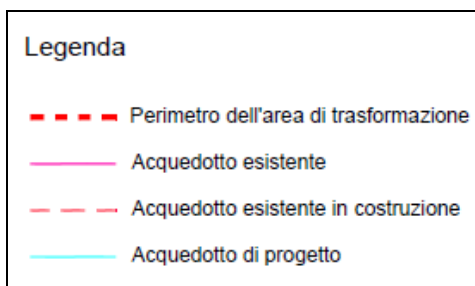 Legenda
Perimetro dell'area di trasformazione
Acquedotto esistente
Acquedotto esistente in costruzione
Acquedotto di progetto